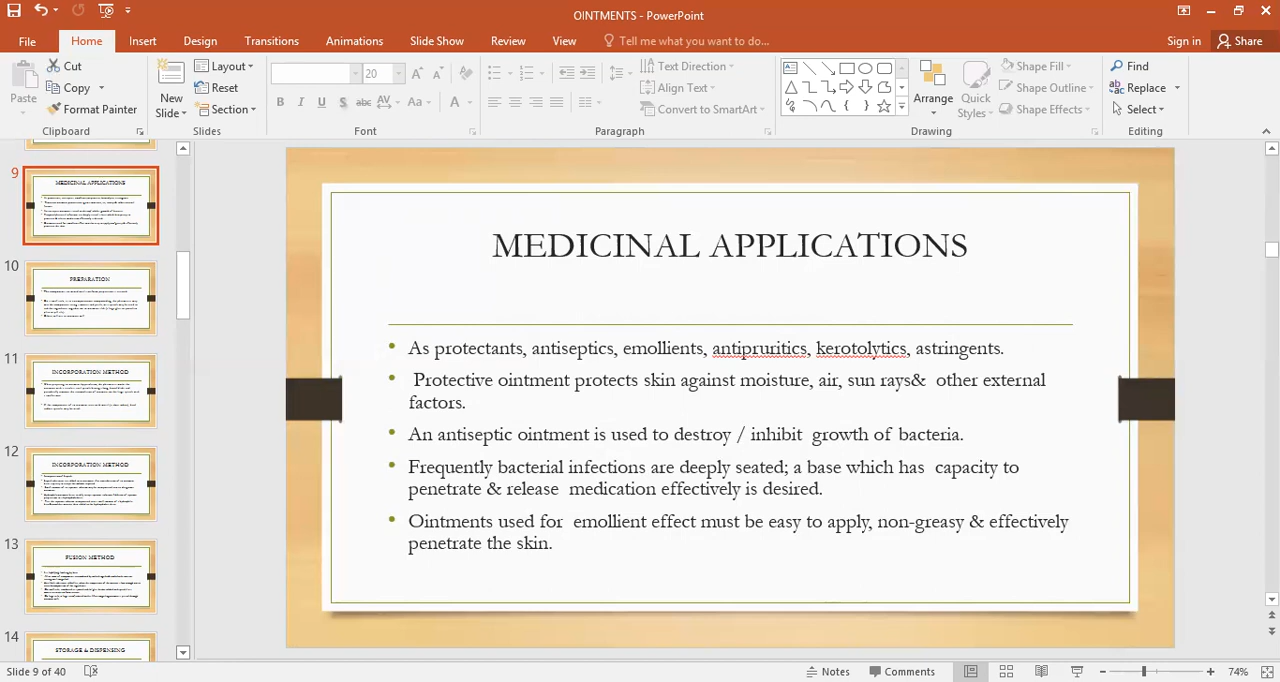 OINTMENTS - PowerPoint
File Home Insert Design Transitions Animations Slide Show Review View Tell me what you want to do... Sign in Share
Cut
Copy
Format Painter
Paste
Clipboard
New
Slide
Layout
Reset
Section
Slides
20
B I U S abc AV Aa A
Font
Text Direction
Align Text
Convert to SmartArt
Paragraph
Arrange
Quick
Styles
Shape Fill
Shape Outline
Shape Effects
Drawing
Find
Replace
Select
Editing
9
MEDICINAL APPLICATIONS
10
PREPARATION
11
INCORPORATION METHOD
12
INCORPORATION METHOD
13
FUSION METHOD
14
STORAGE & DISPENSING
MEDICINAL APPLICATIONS
• As protectants, antiseptics, emollients, antipruritics, kerotolytics, astringents.
• Protective ointment protects skin against moisture, air, sun rays& other external
factors.
• An antiseptic ointment is used to destroy / inhibit growth of bacteria.
• Frequently bacterial infections are deeply seated; a base which has capacity to
penetrate & release medication effectively is desired.
• Ointments used for emollient effect must be easy to apply, non-greasy & effectively
penetrate the skin.
Slide 9 of 40
Notes
Comments
74%